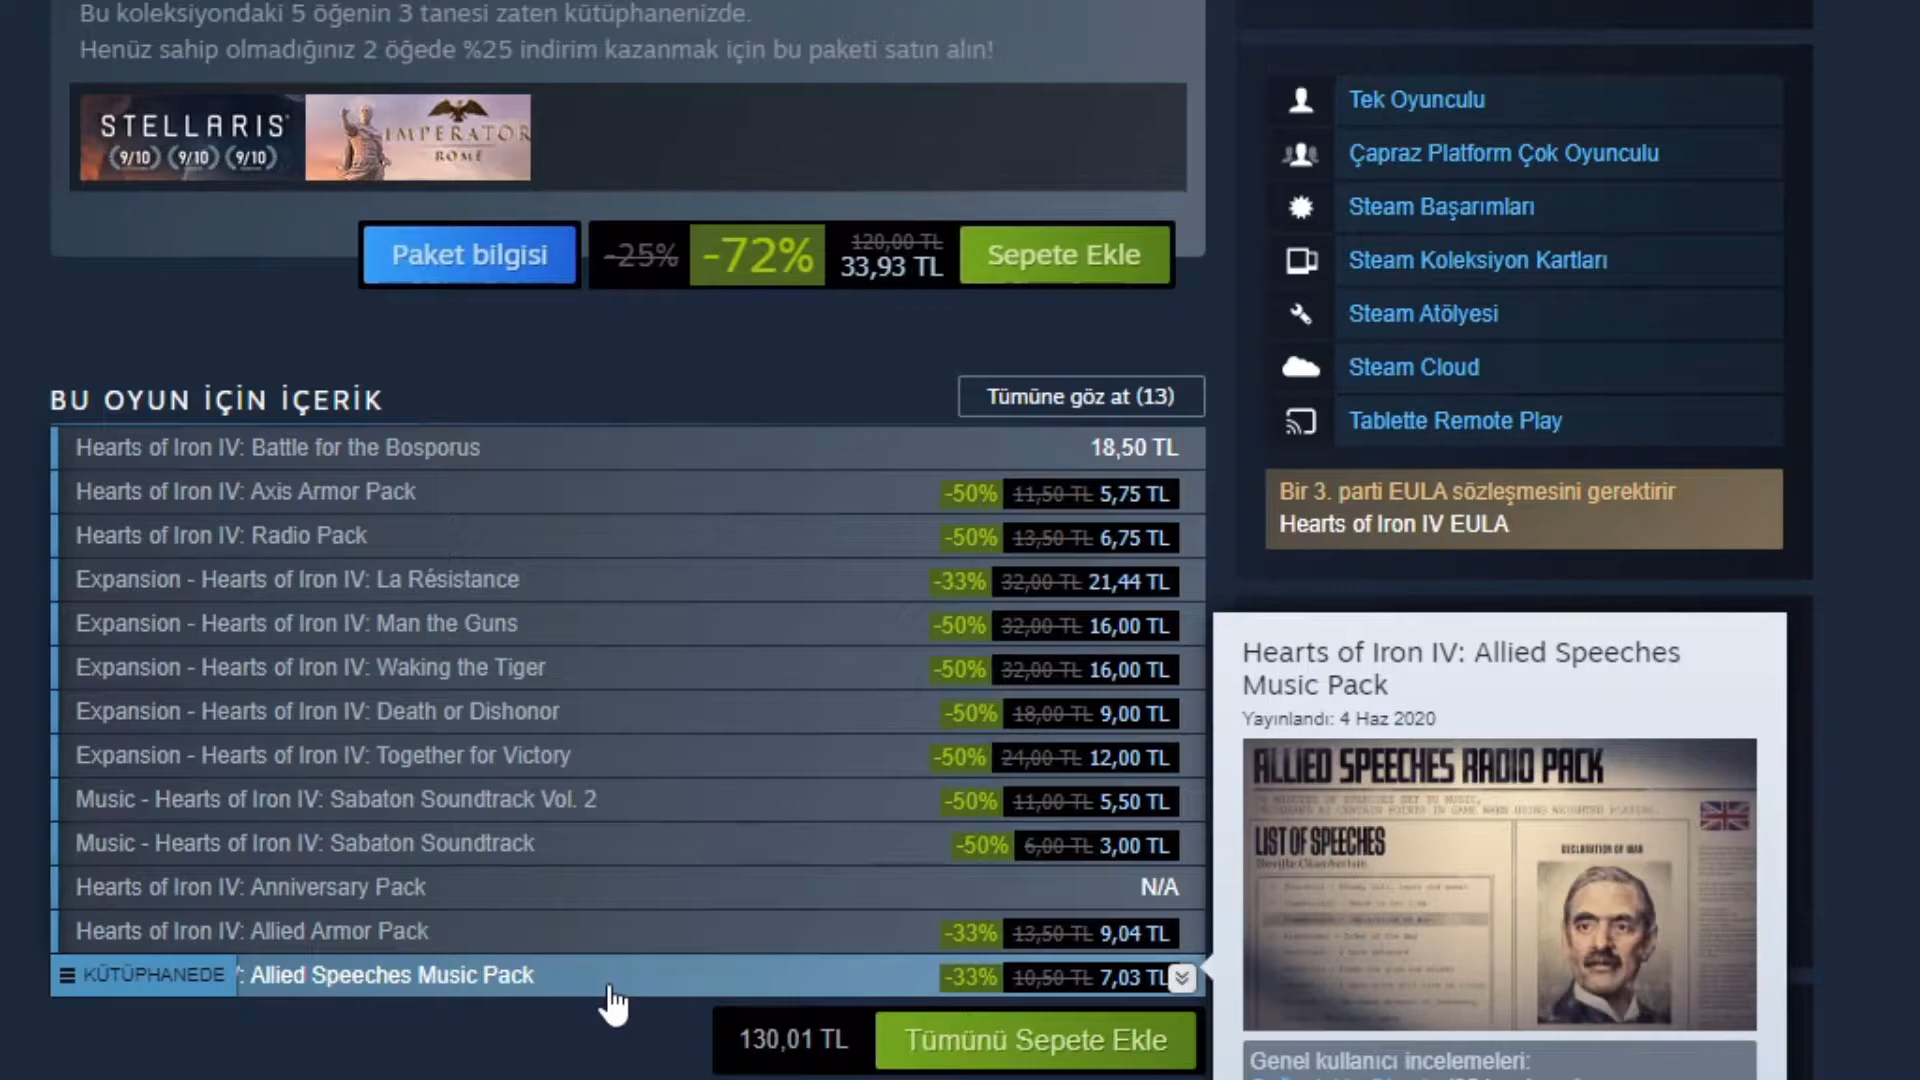 Bu koleksiyondaki 5 öğenin 3 tanesi zaten kütüphanenizde.
Henüz sahip olmadığınız 2 öğede %25 indirim kazanmak için bu paketi satın alın!
STELLARIS
9/10 9/10 9/10
IMPERATOR
ROME
Paket bilgisi
-25% -72% 120,00 TL
33,93 TL
Sepete Ekle
BU OYUN İÇİN İÇERİK
Tümüne göz at (13)
Hearts of Iron IV: Battle for the Bosporus 18,50 TL
Hearts of Iron IV: Axis Armor Pack -50% 11,50 TL 5,75 TL
Hearts of Iron IV: Radio Pack -50% 13,50 TL 6,75 TL
Expansion - Hearts of Iron IV: La Résistance -33% 32,00 TL 21,44 TL
Expansion - Hearts of Iron IV: Man the Guns -50% 32,00 TL 16,00 TL
Expansion - Hearts of Iron IV: Waking the Tiger -50% 32,00 TL 16,00 TL
Expansion - Hearts of Iron IV: Death or Dishonor -50% 18,00 TL 9,00 TL
Expansion - Hearts of Iron IV: Together for Victory -50% 24,00 TL 12,00 TL
Music - Hearts of Iron IV: Sabaton Soundtrack Vol. 2 -50% 11,00 TL 5,50 TL
Music - Hearts of Iron IV: Sabaton Soundtrack -50% 6,00 TL 3,00 TL
Hearts of Iron IV: Anniversary Pack N/A
Hearts of Iron IV: Allied Armor Pack -33% 13,50 TL 9,04 TL
KÜTÜPHANEDE : Allied Speeches Music Pack -33% 10,50 TL 7,03 TL
130,01 TL Tümünü Sepete Ekle
Tek Oyunculu
Çapraz Platform Çok Oyunculu
Steam Başarımları
Steam Koleksiyon Kartları
Steam Atölyesi
Steam Cloud
Tablette Remote Play
Bir 3. parti EULA sözleşmesini gerektirir
Hearts of Iron IV EULA
Hearts of Iron IV: Allied Speeches
Music Pack
Yayınlandı: 4 Haz 2020
ALLIED SPEECHES RADIO PACK
LIST OF SPEECHES
Neville Chamberlain
DECLARATION OF WAR
Genel kullanıcı incelemeleri: